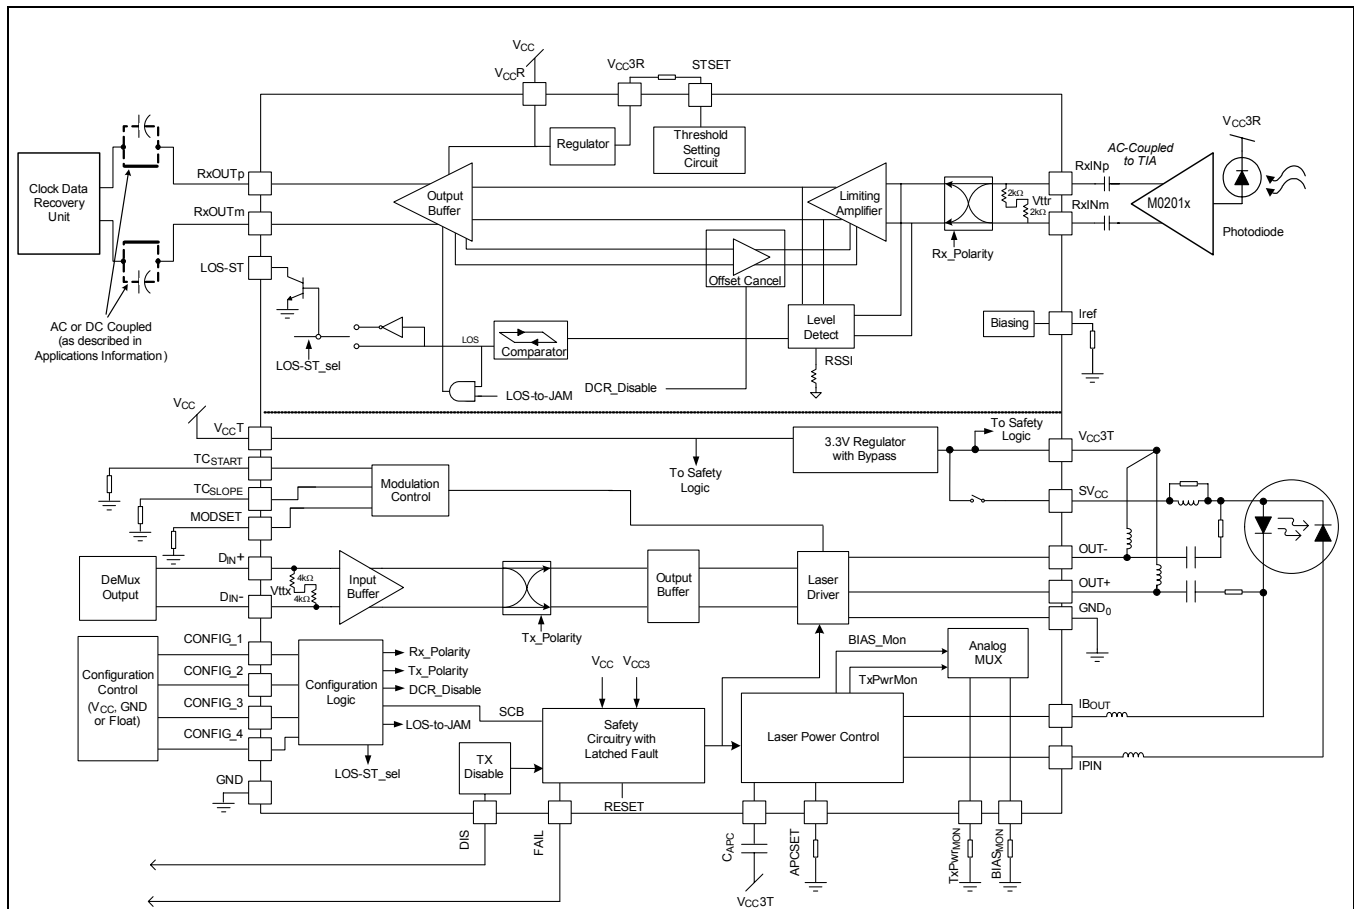 VCC
VCCR
VCC3R
STSET
Regulator
Threshold
Setting
Circuit
AC-Coupled
to TIA
VCC3R
Clock Data
Recovery
Unit
RxOUTp
RxOUTm
Output
Buffer
Limiting
Amplifier
2kΩ
Vttr
2kΩ
RxINp
RxINm
M0201x
Photodiode
Rx_Polarity
Offset Cancel
LOS-ST
AC or DC Coupled
(as described in
Applications Information)
LOS-ST_sel
LOS
Comparator
Level
Detect
RSSI
Biasing
Iref
LOS-to-JAM
DCR_Disable
VCC
VCCT
To Safety
Logic
3.3V Regulator
with Bypass
To Safety
Logic
VCC3T
TCSTART
TCSLOPE
MODSET
Modulation
Control
SVCC
DeMux
Output
DIN+
DIN-
4kΩ
Vttx
4kΩ
Input
Buffer
Tx_Polarity
Output
Buffer
Laser
Driver
OUT-
OUT+
GND0
Configuration
Control
(VCC, GND
or Float)
CONFIG_1
CONFIG_2
CONFIG_3
CONFIG_4
GND
Configuration
Logic
Rx_Polarity
Tx_Polarity
DCR_Disable
LOS-to-JAM
LOS-ST_sel
SCB
VCC
VCC3
Safety
Circuitry with
Latched Fault
TX
Disable
RESET
BIAS_Mon
TxPwrMon
Analog
MUX
Laser Power Control
IBOUT
IPIN
DIS
FAIL
CAPC
VCC3T
APCSET
TxPwrMON
BIASMON